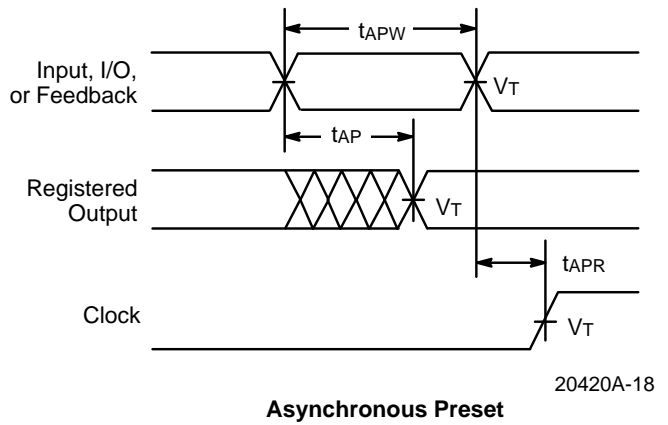 tAPW
Input, I/O,
or Feedback
VT
tAP
Registered
Output
VT
tAPR
Clock
VT
20420A-18
Asynchronous Preset